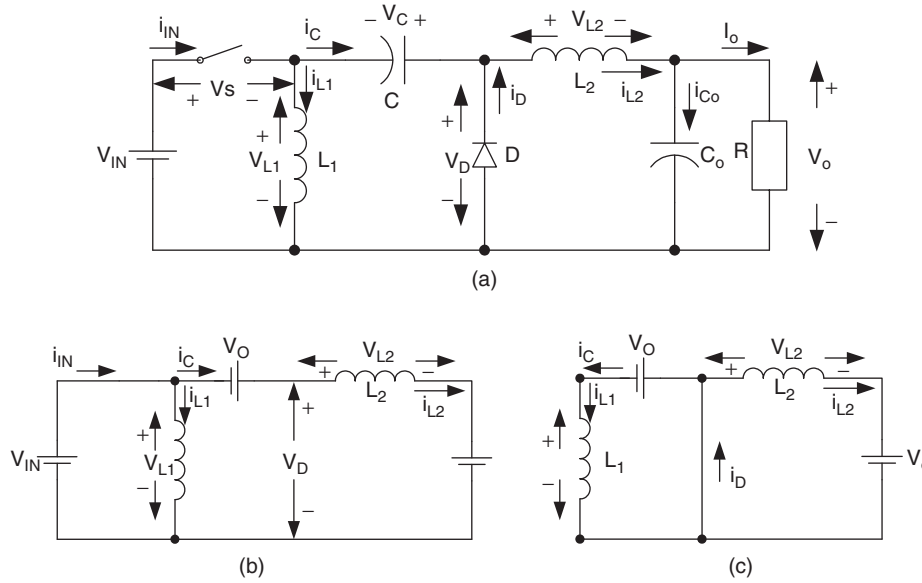 − V_C +
i_IN
i_C
+ V_L2 −
I_o
+ Vs −
i_L1
C
i_D
L_2
i_L2
i_Co
+
V_IN
+
V_L1
−
L_1
+
V_D
−
D
C_o
R
V_o
−
(a)
i_IN
i_C
V_O
V_L2
+ −
i_L1
L_2
i_L2
+
V_IN
V_L1
−
+
V_D
−
(b)
i_C
V_O
V_L2
+ −
i_L1
L_2
i_L2
+
−
L_1
i_D
(c)